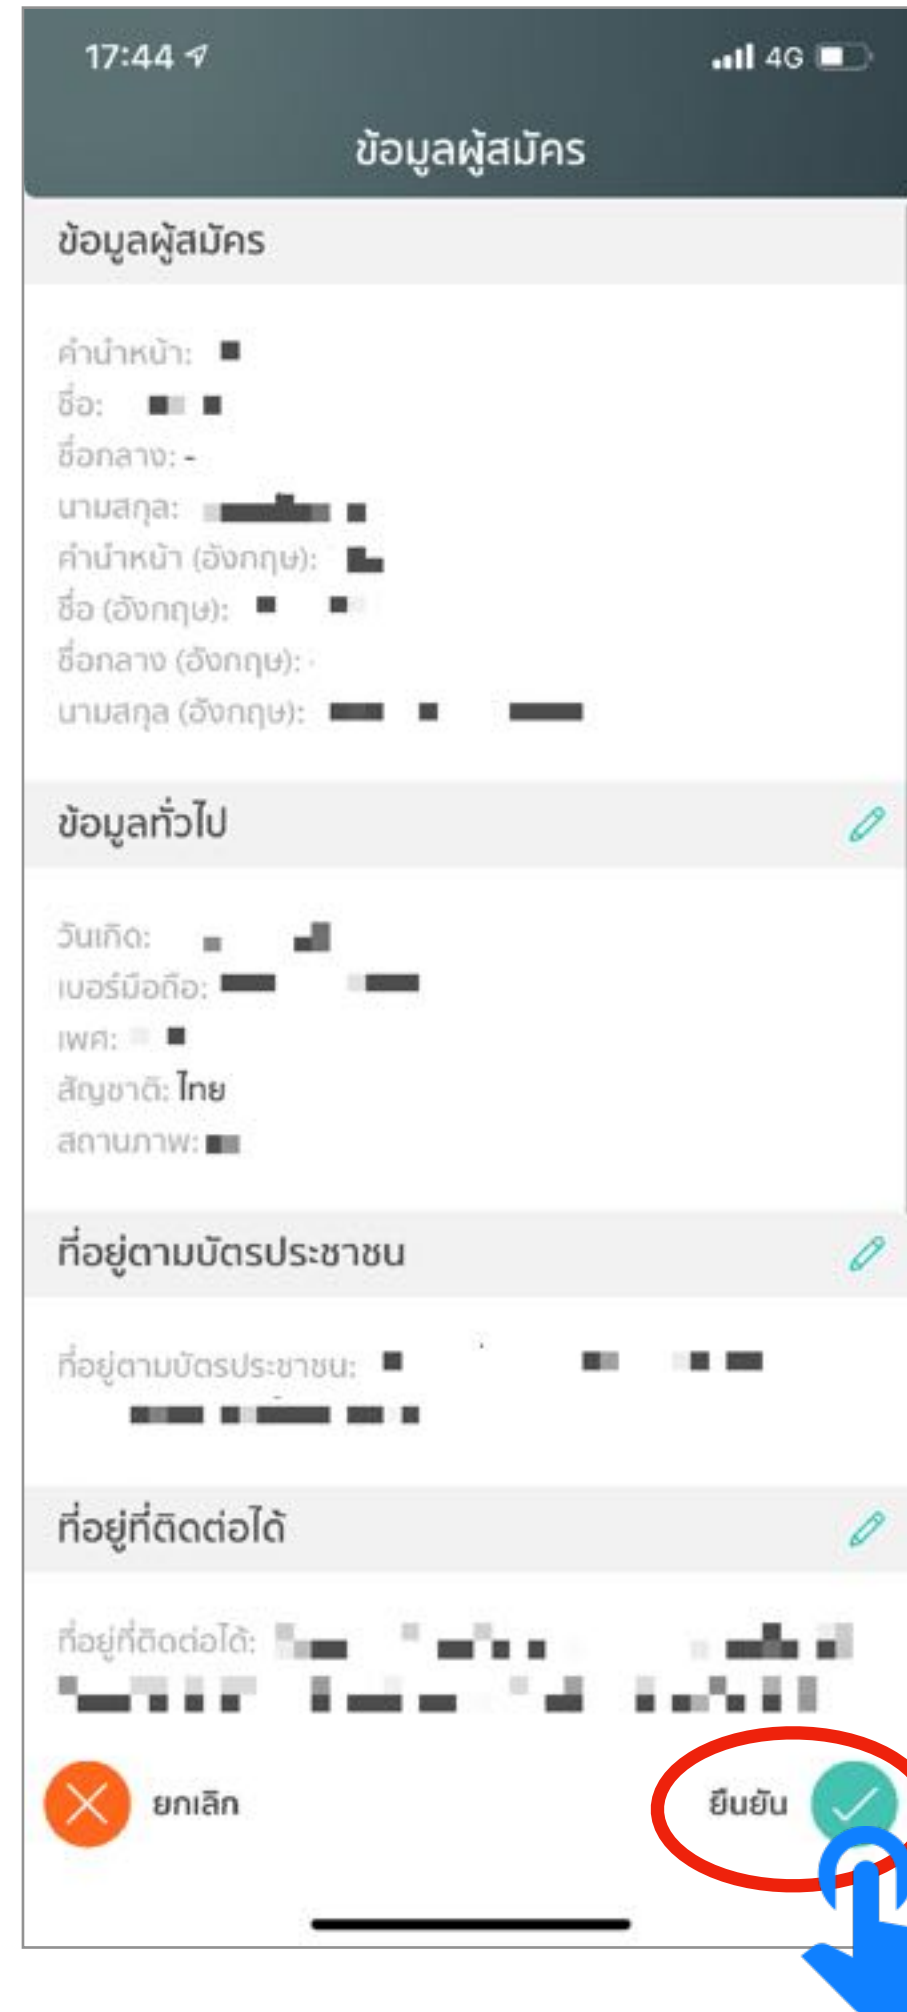 17:44
4G
ข้อมูลผู้สมัคร
ข้อมูลผู้สมัคร
คำนำหน้า:
ชื่อ:
ชื่อกลาง: -
นามสกุล:
คำนำหน้า (อังกฤษ):
ชื่อ (อังกฤษ):
ชื่อกลาง (อังกฤษ): -
นามสกุล (อังกฤษ):
ข้อมูลทั่วไป
วันเกิด:
เบอร์มือถือ:
เพศ:
สัญชาติ: ไทย
สถานภาพ:
ที่อยู่ตามบัตรประชาชน
ที่อยู่ตามบัตรประชาชน:
ที่อยู่ที่ติดต่อได้
ที่อยู่ที่ติดต่อได้:
ยกเลิก
ยืนยัน